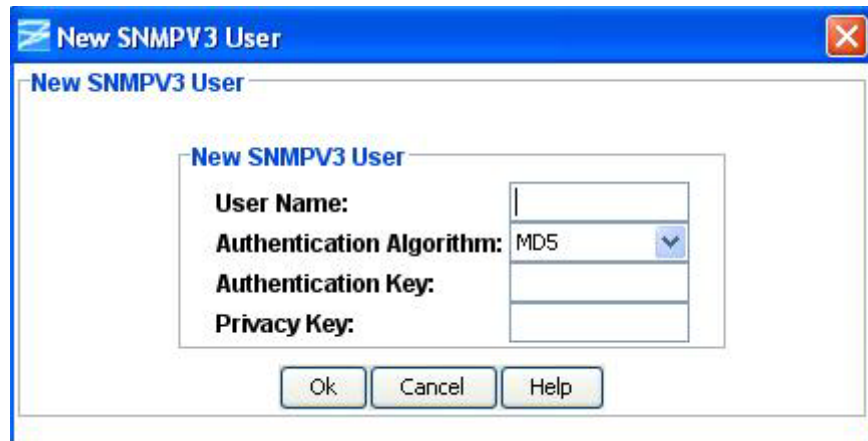 New SNMPV3 User
New SNMPV3 User
New SNMPV3 User
User Name:
Authentication Algorithm: MD5
Authentication Key:
Privacy Key:
Ok Cancel Help